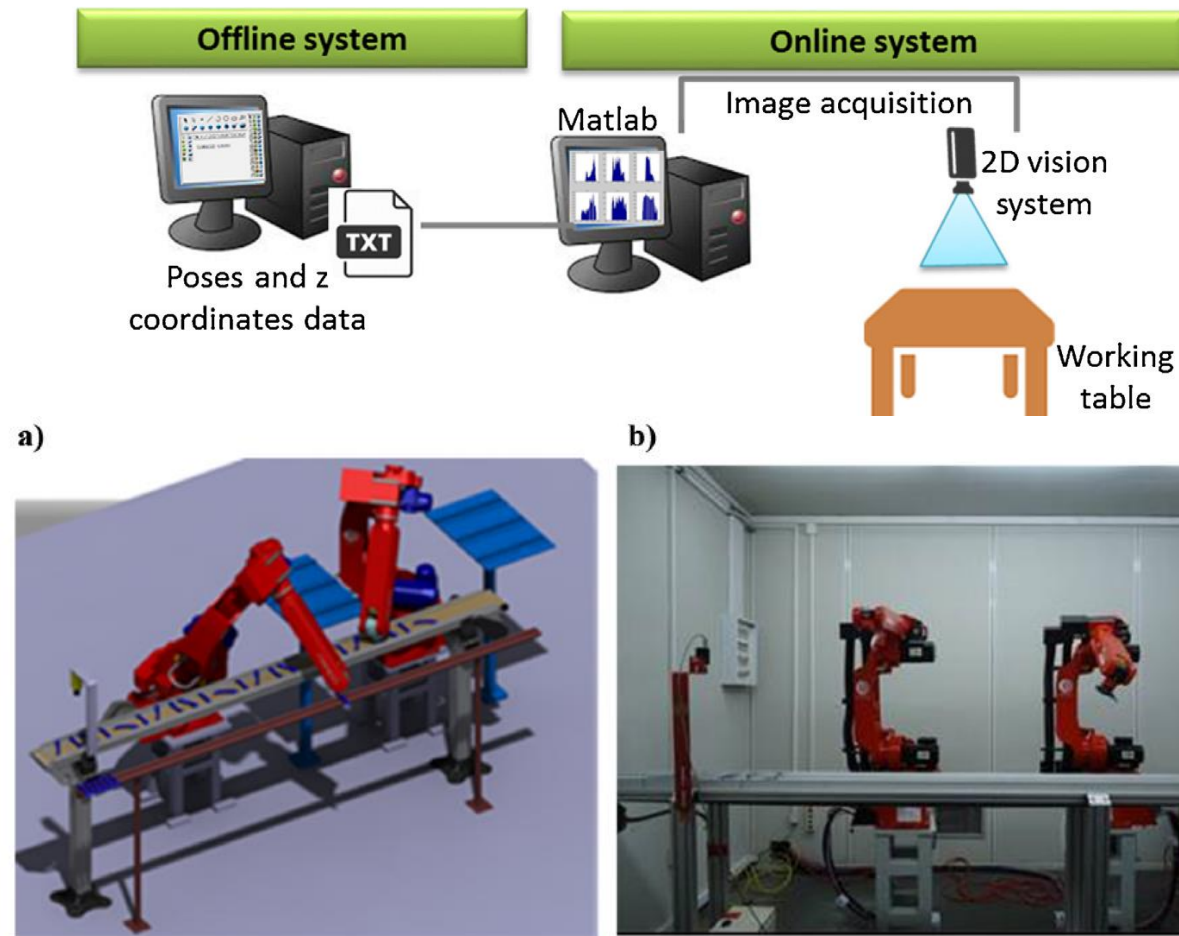 Offline system
Online system
Image acquisition
Matlab
2D vision
system
TXT
Poses and z
coordinates data
Working
table
a)
b)